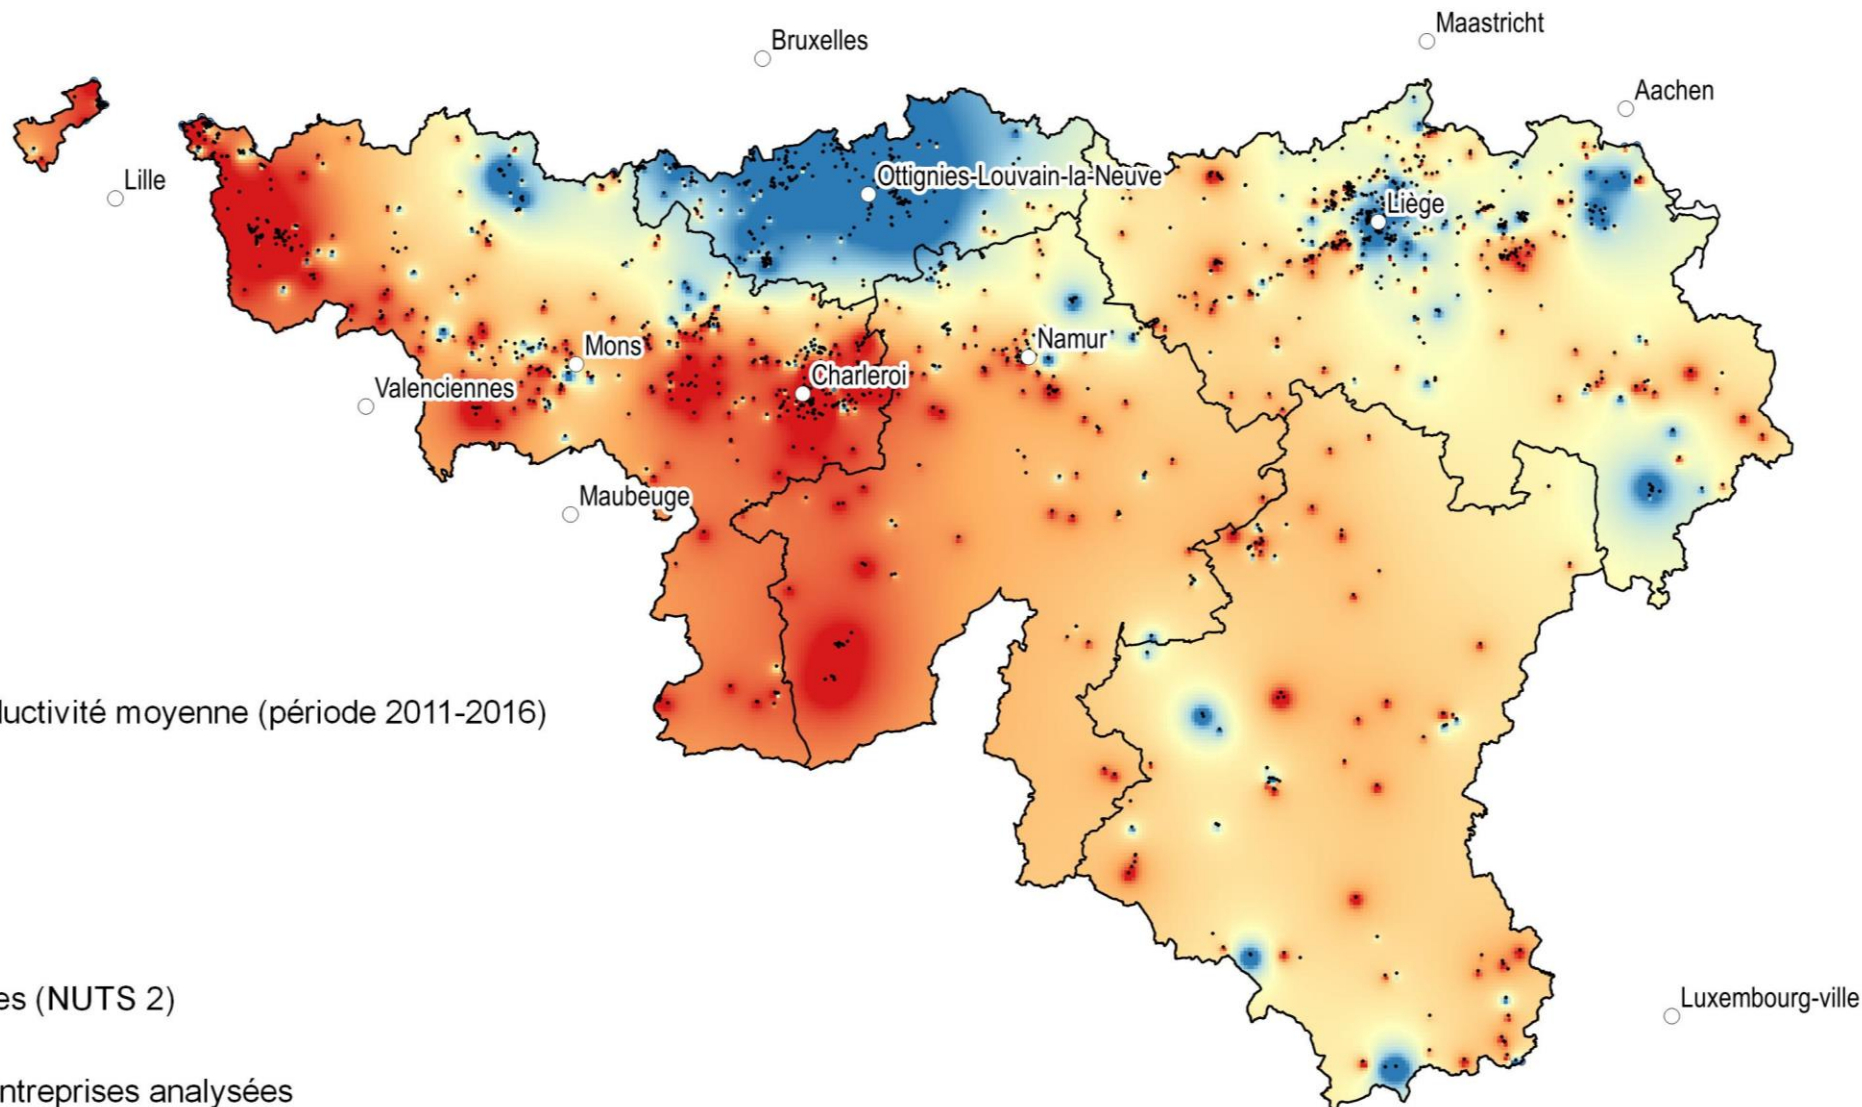 Maastricht
Bruxelles
Aachen
Lille
Ottignies-Louvain-la-Neuve
Liège
Mons
Namur
Charleroi
Valenciennes
Maubeuge
luctivité moyenne (période 2011-2016)
es (NUTS 2)
Luxembourg-ville
ntreprises analysées